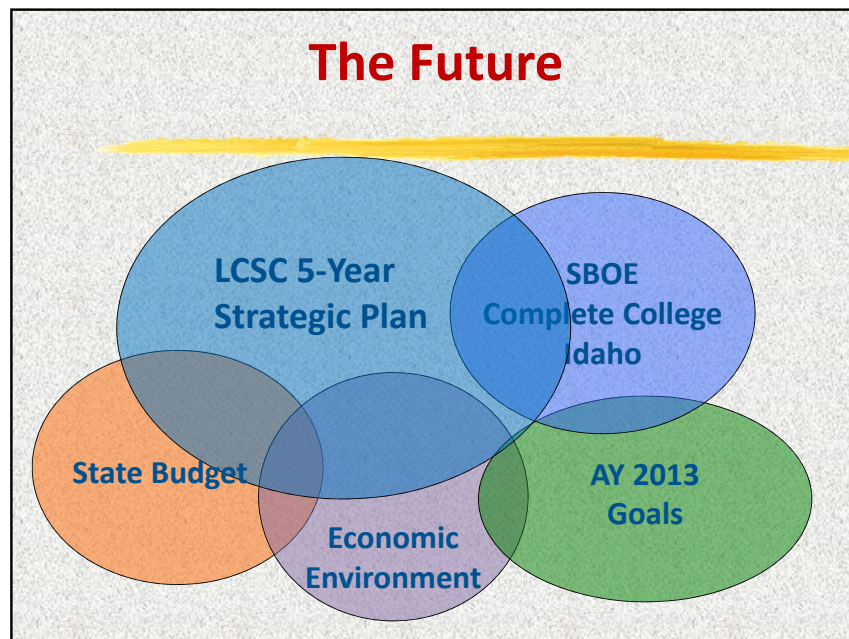 The Future
LCSC 5-Year
Strategic Plan
SBOE
Complete College
Idaho
State Budget
AY 2013
Goals
Economic
Environment